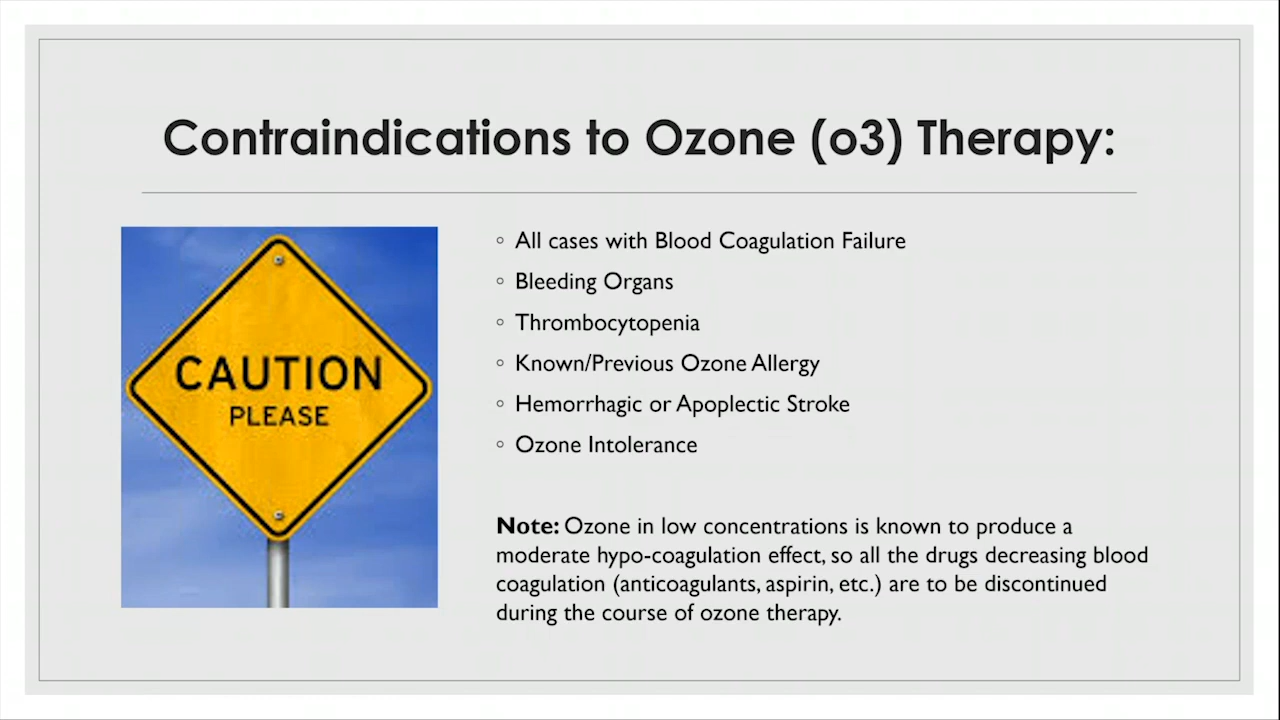 Contraindications to Ozone (o3) Therapy:
CAUTION
PLEASE
◦ All cases with Blood Coagulation Failure
◦ Bleeding Organs
◦ Thrombocytopenia
◦ Known/Previous Ozone Allergy
◦ Hemorrhagic or Apoplectic Stroke
◦ Ozone Intolerance
Note: Ozone in low concentrations is known to produce a
moderate hypo-coagulation effect, so all the drugs decreasing blood
coagulation (anticoagulants, aspirin, etc.) are to be discontinued
during the course of ozone therapy.